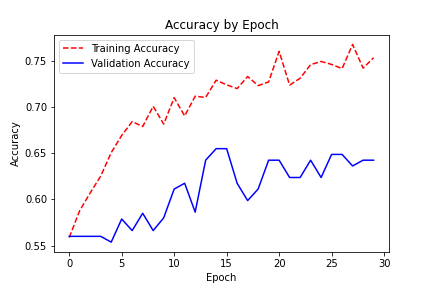 Accuracy by Epoch
Training Accuracy
Validation Accuracy
Accuracy
0.75
0.70
0.65
0.60
0.55
0 5 10 15 20 25 30
Epoch